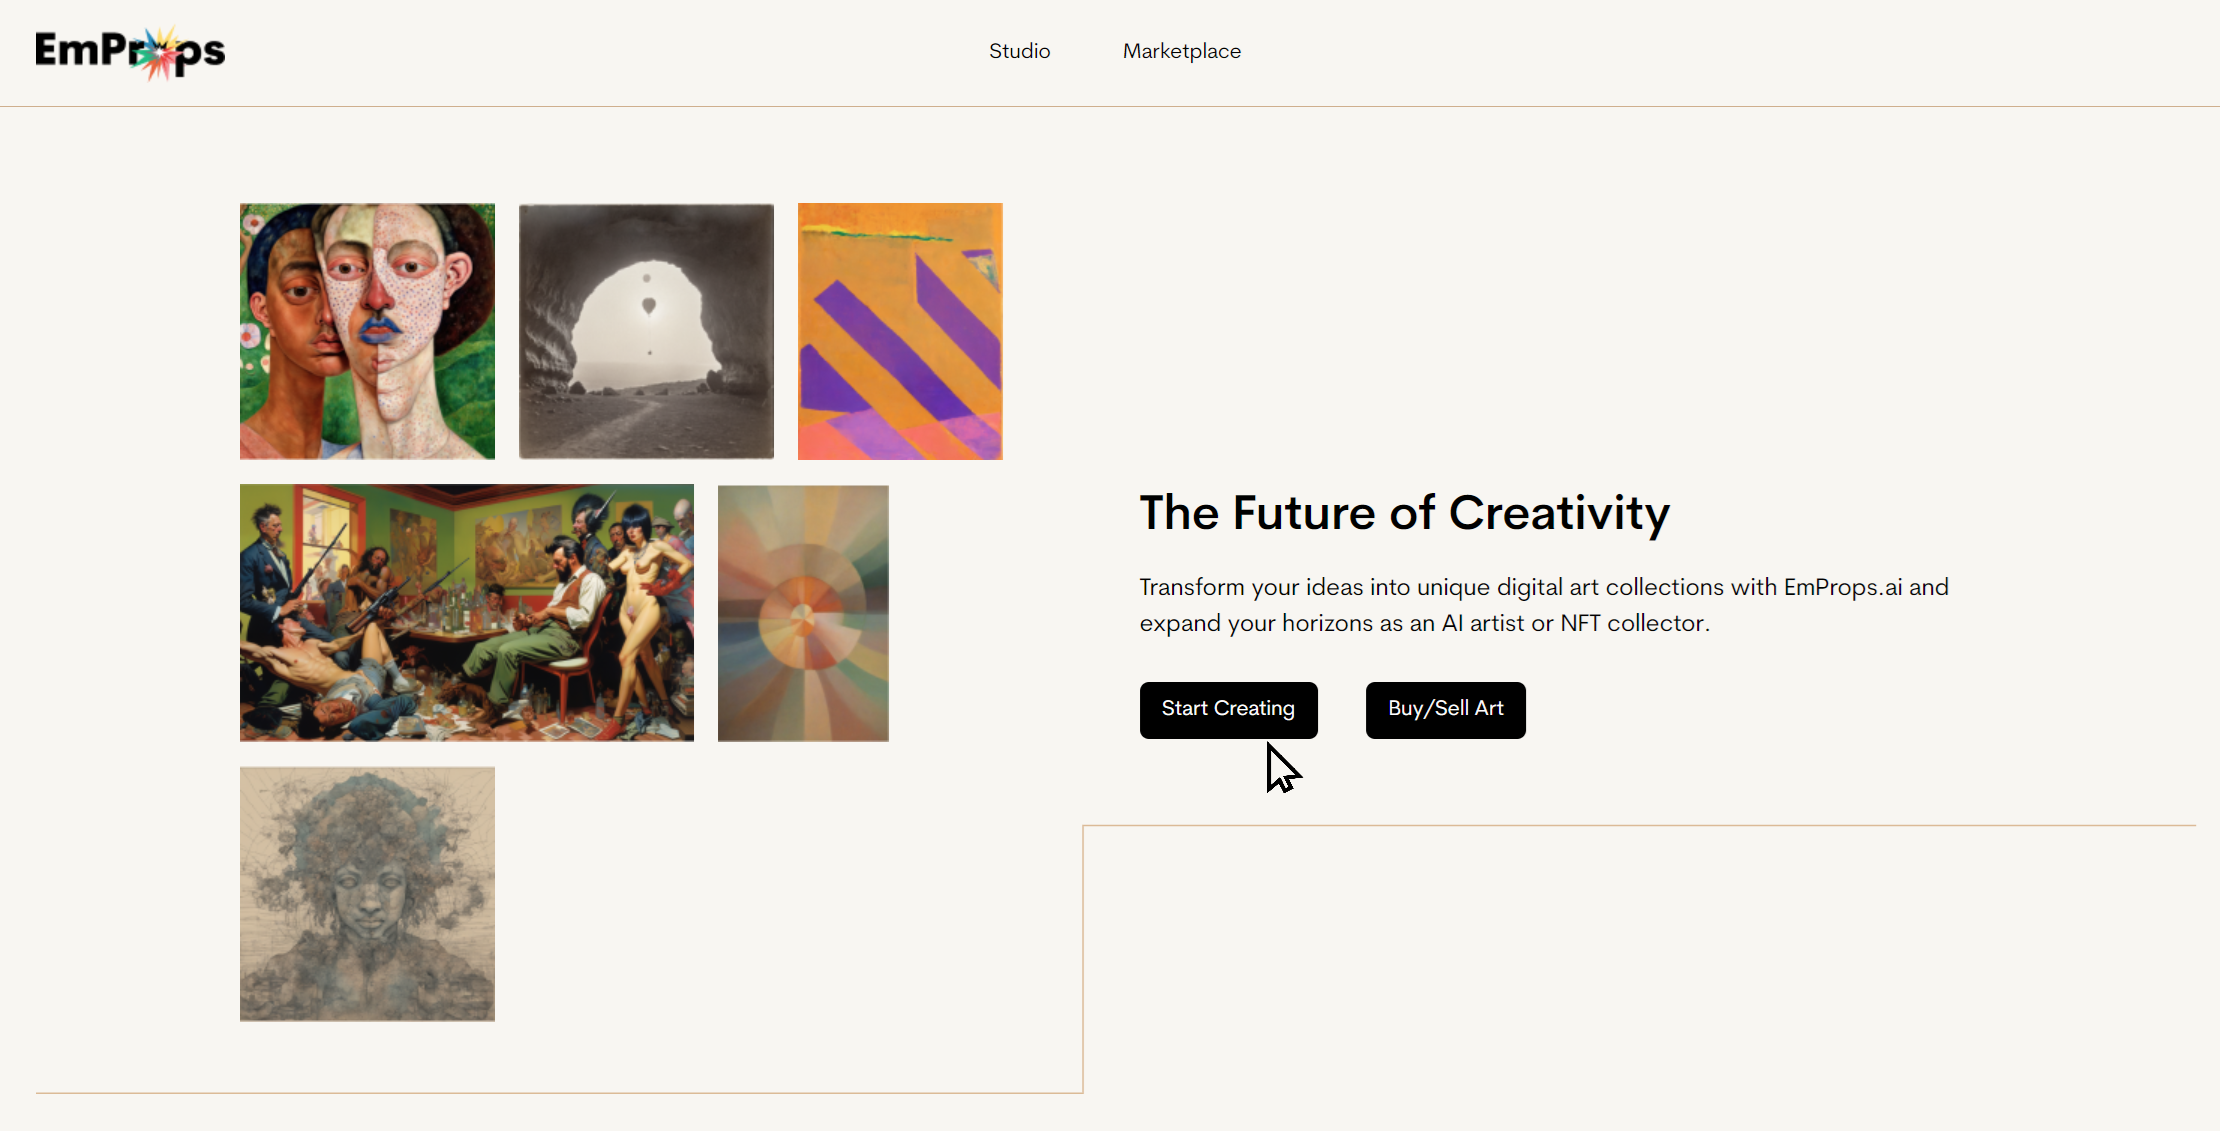 EmProps
Studio
Marketplace
The Future of Creativity
Transform your ideas into unique digital art collections with EmProps.ai and
expand your horizons as an AI artist or NFT collector.
Start Creating
Buy/Sell Art